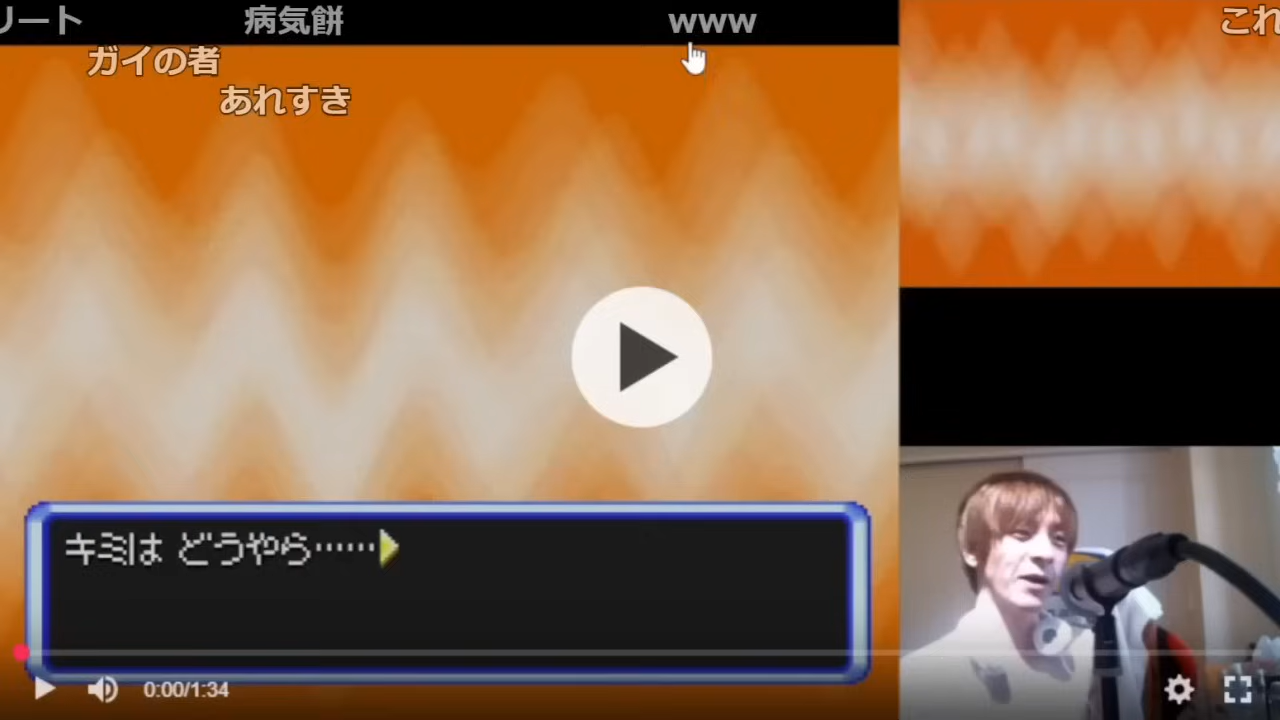 リート
病気餅
www
これ
ガイの者
あれすき
キミは どうやら……
0:00/1:34